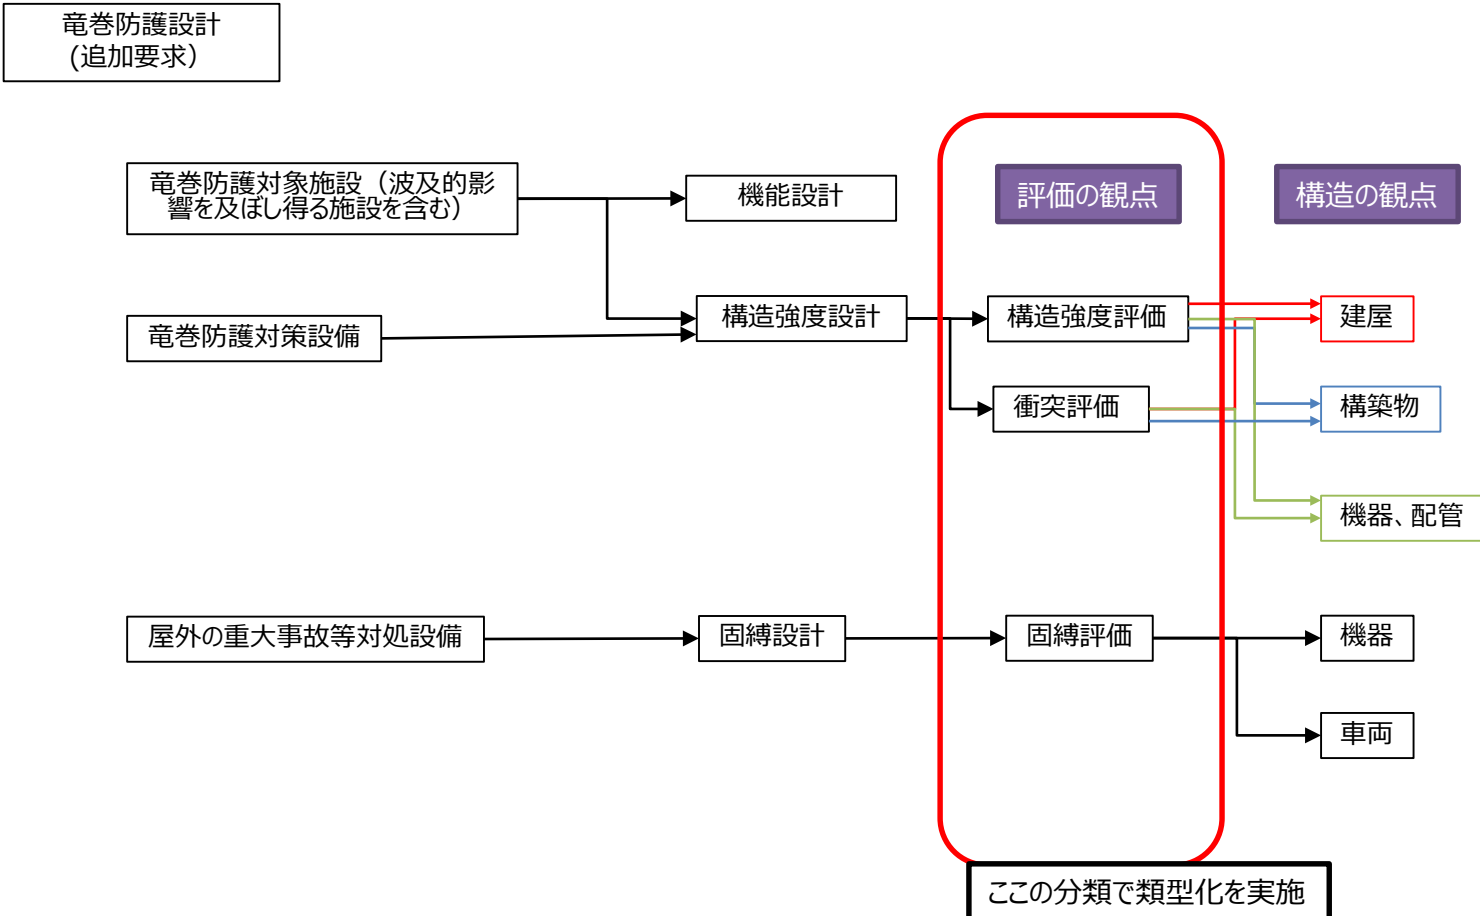 竜巻防護設計
(追加要求)
竜巻防護対象施設(波及的影
響を及ぼし得る施設を含む)
機能設計
評価の観点
構造の観点
竜巻防護対策設備
構造強度設計
構造強度評価
建屋
衝突評価
構築物
機器、配管
屋外の重大事故等対処設備
固縛設計
固縛評価
機器
車両
ここの分類で類型化を実施